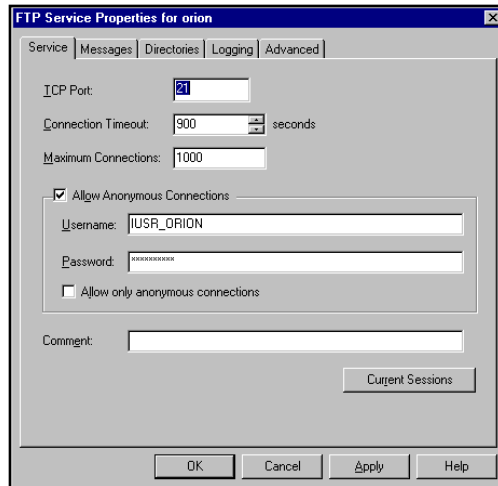 FTP Service Properties for orion
Service Messages Directories Logging Advanced
TCP Port: 21
Connection Timeout: 900 seconds
Maximum Connections: 1000
Allow Anonymous Connections
Username: IUSR_ORION
Password: **********
Allow only anonymous connections
Comment:
Current Sessions
OK Cancel Apply Help